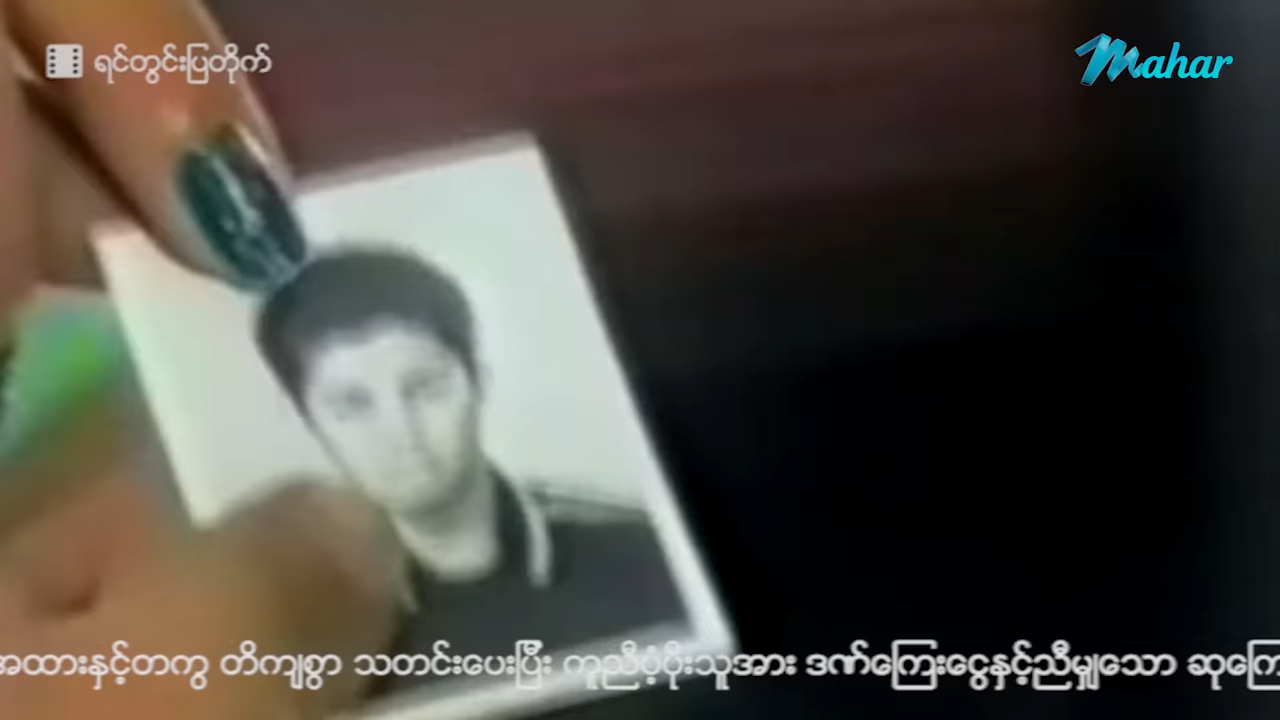 ရင်တွင်းပြတိုက်
Mahar
အထားနှင့်တကွ တိကျစွာ သတင်းပေးပြီး ကူညီပံ့ပိုးသူအား ဒဏ်ကြေးငွေနှင့်ညီမျှသော ဆုကြေ